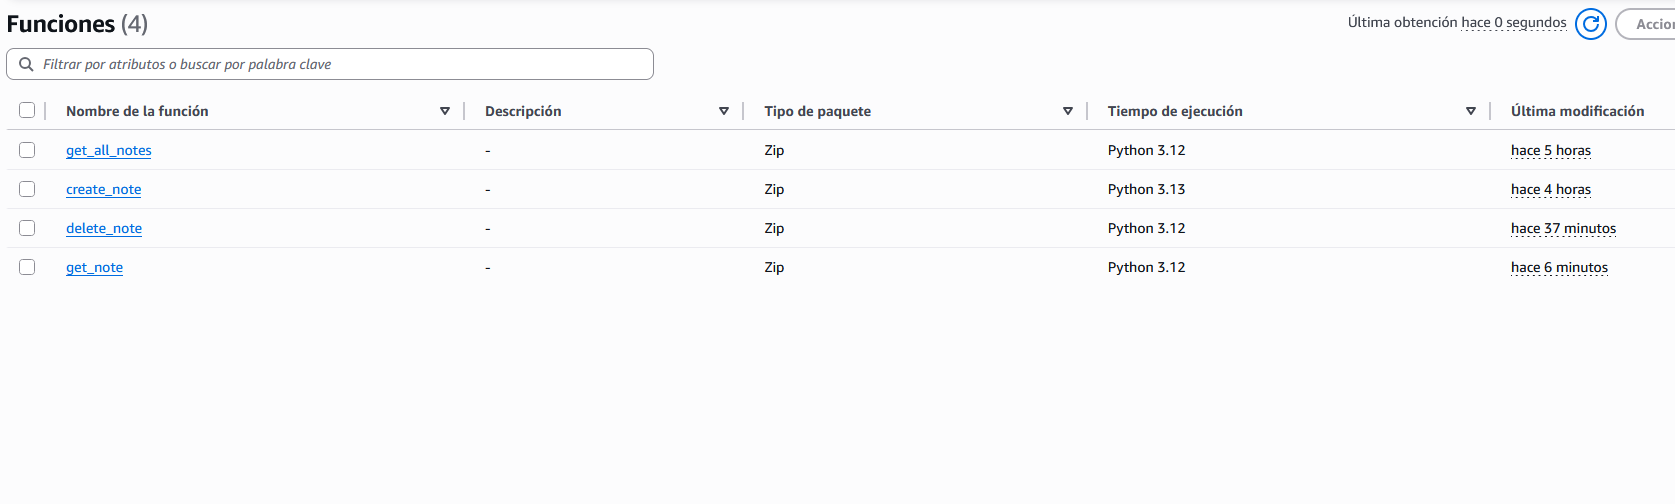 Funciones (4)
Última obtención hace 0 segundos
Filtrar por atributos o buscar por palabra clave
Nombre de la función Descripción Tipo de paquete Tiempo de ejecución Última modificación
get_all_notes - Zip Python 3.12 hace 5 horas
create_note - Zip Python 3.13 hace 4 horas
delete_note - Zip Python 3.12 hace 37 minutos
get_note - Zip Python 3.12 hace 6 minutos